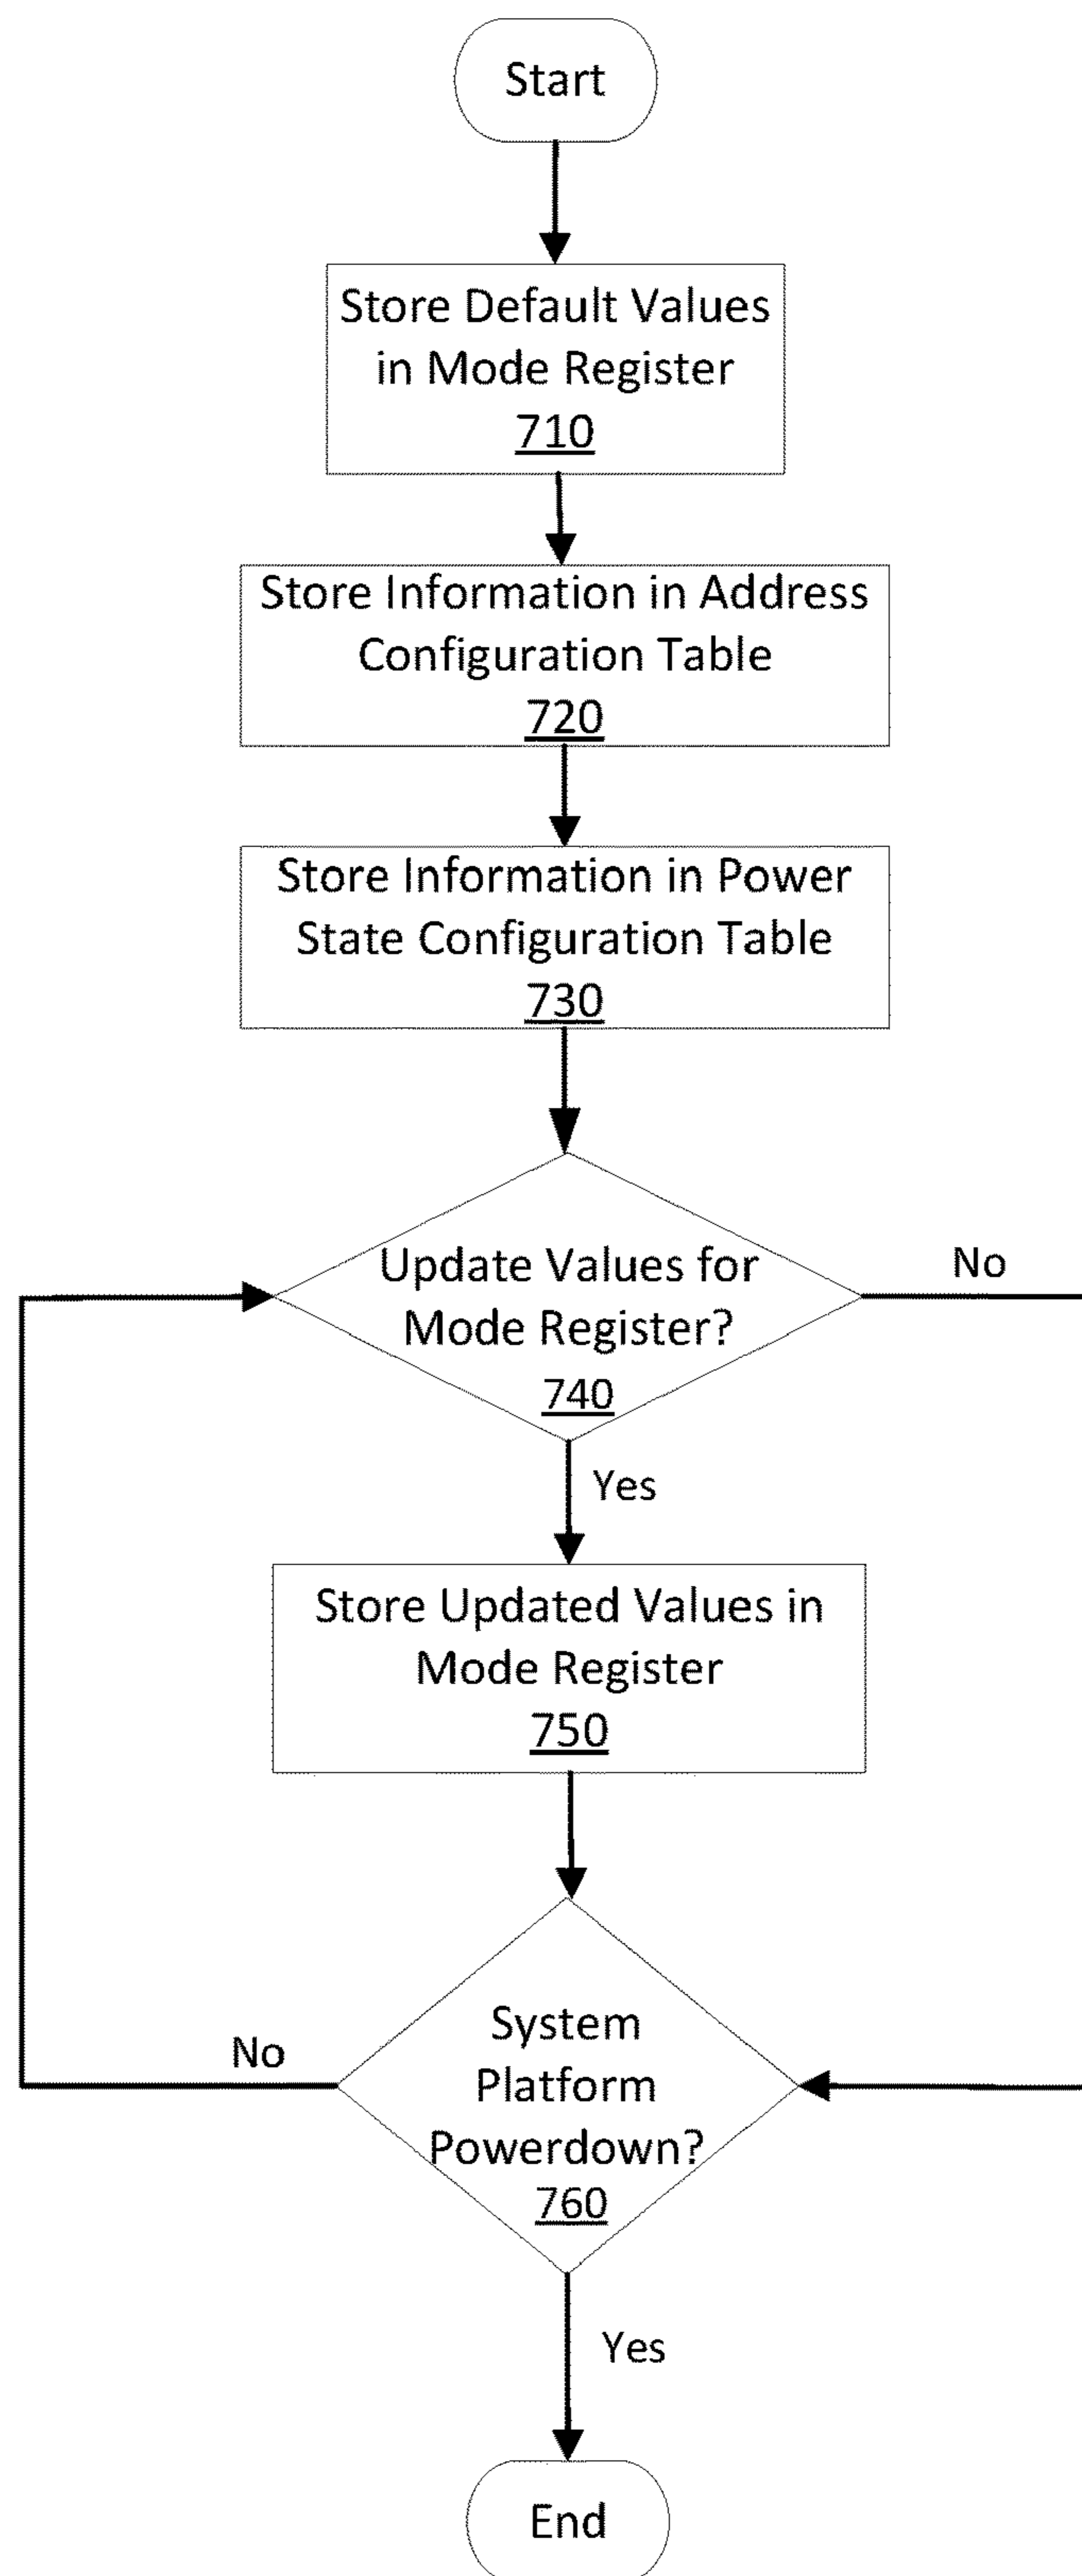 Start
Store Default Values
in Mode Register
710
Store Information in Address
Configuration Table
720
Store Information in Power
State Configuration Table
730
Update Values for
Mode Register?
740
No
Yes
Store Updated Values in
Mode Register
750
System
Platform
Powerdown?
760
No
Yes
End